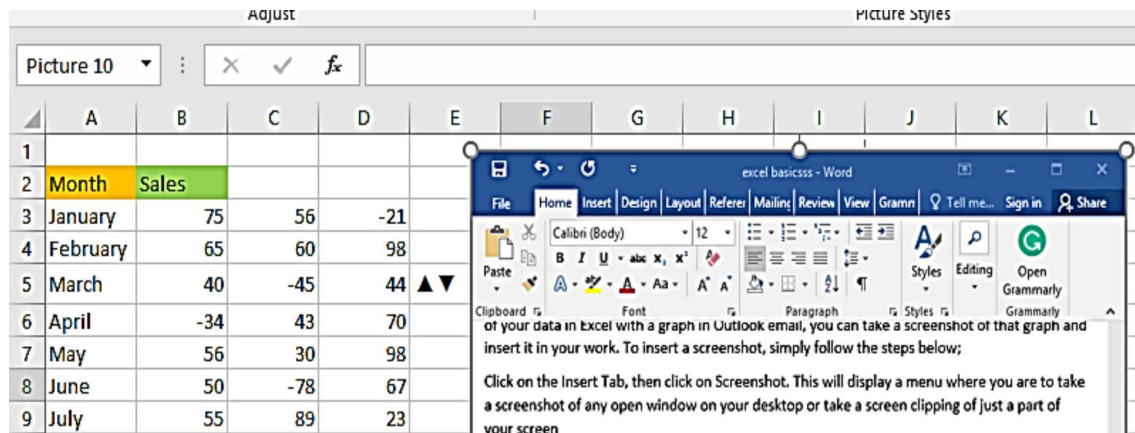 Adjust Picture Styles
Picture 10 fx
A B C D E F G H I J K L
1
2 Month Sales
3 January 75 56 -21
4 February 65 60 98
5 March 40 -45 44 ▲▼
6 April -34 43 70
7 May 56 30 98
8 June 50 -78 67
9 July 55 89 23
excel basicsss - Word
File Home Insert Design Layout Referer Mailing Review View Gramn Tell me... Sign in Share
Calibri (Body) 12
Paste B I U abc x, x² Styles Editing Open
A A Aa A A Grammarly
Clipboard Font Paragraph Styles Grammarly
of your data in Excel with a graph in Outlook email, you can take a screenshot of that graph and
insert it in your work. To insert a screenshot, simply follow the steps below;
Click on the Insert Tab, then click on Screenshot. This will display a menu where you are to take
a screenshot of any open window on your desktop or take a screen clipping of just a part of
your screen